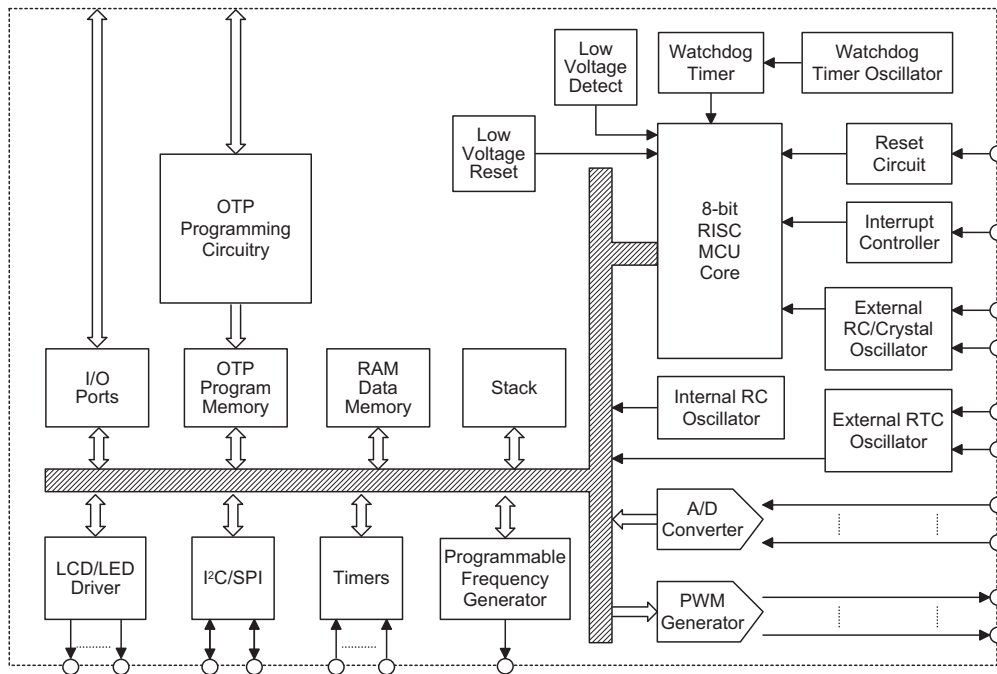 Low
Voltage
Detect
Watchdog
Timer
Watchdog
Timer Oscillator
Low
Voltage
Reset
Reset
Circuit
OTP
Programming
Circuitry
8-bit
RISC
MCU
Core
Interrupt
Controller
External
RC/Crystal
Oscillator
I/O
Ports
OTP
Program
Memory
RAM
Data
Memory
Stack
Internal RC
Oscillator
External RTC
Oscillator
A/D
Converter
LCD/LED
Driver
I²C/SPI
Timers
Programmable
Frequency
Generator
PWM
Generator